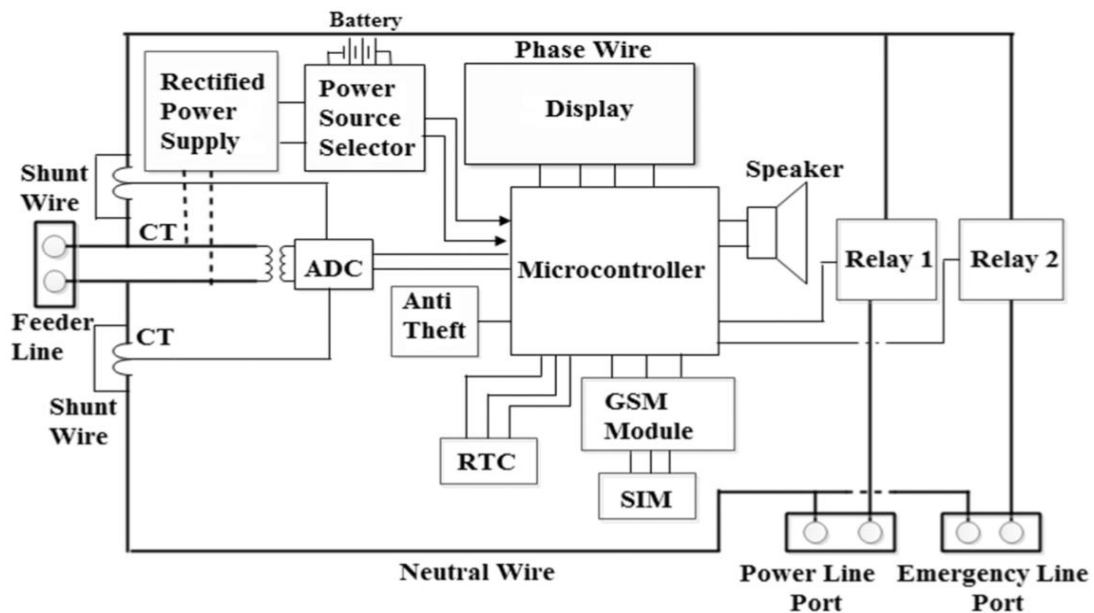 Battery
Phase Wire
Rectified
Power
Supply
Power
Source
Selector
Display
Shunt
Wire
Speaker
CT
ADC
Microcontroller
Relay 1
Relay 2
Anti
Theft
Feeder
Line
CT
Shunt
Wire
GSM
Module
RTC
SIM
Neutral Wire
Power Line
Port
Emergency Line
Port